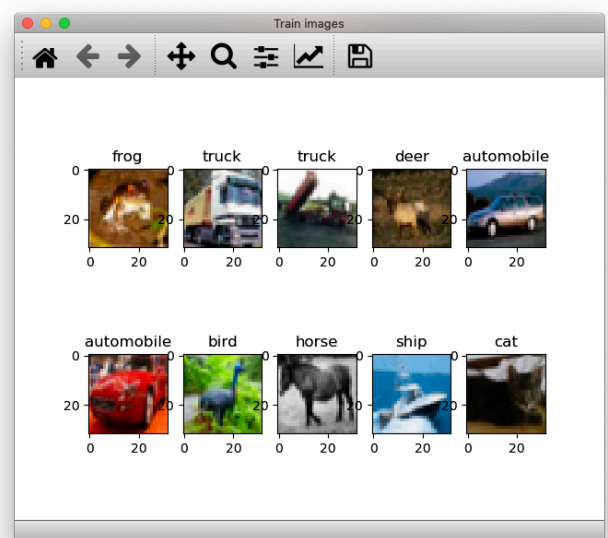 Train images
frog truck truck deer automobile
0 0 0 0 0
20 20 20 20 20
0 20 0 20 0 20 0 20 0 20
automobile bird horse ship cat
0 0 0 0 0
20 20 20 20 20
0 20 0 20 0 20 0 20 0 20